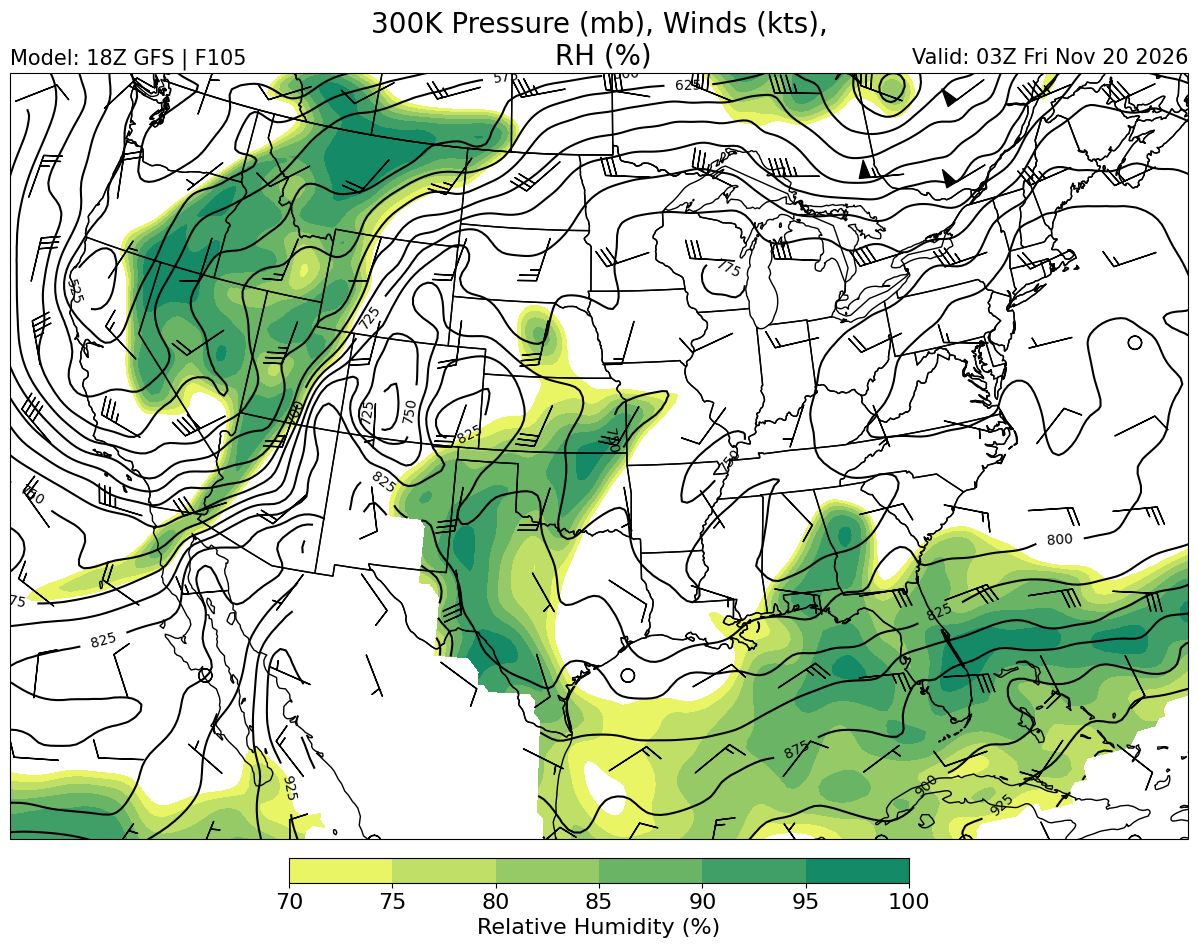 300K Pressure (mb), Winds (kts),
RH (%)
Model: 18Z GFS | F105
Valid: 03Z Fri Nov 20 2026
625
525
775
725
725
750
825
825
750
800
825
825
875
900
925
925
70 75 80 85 90 95 100
Relative Humidity (%)